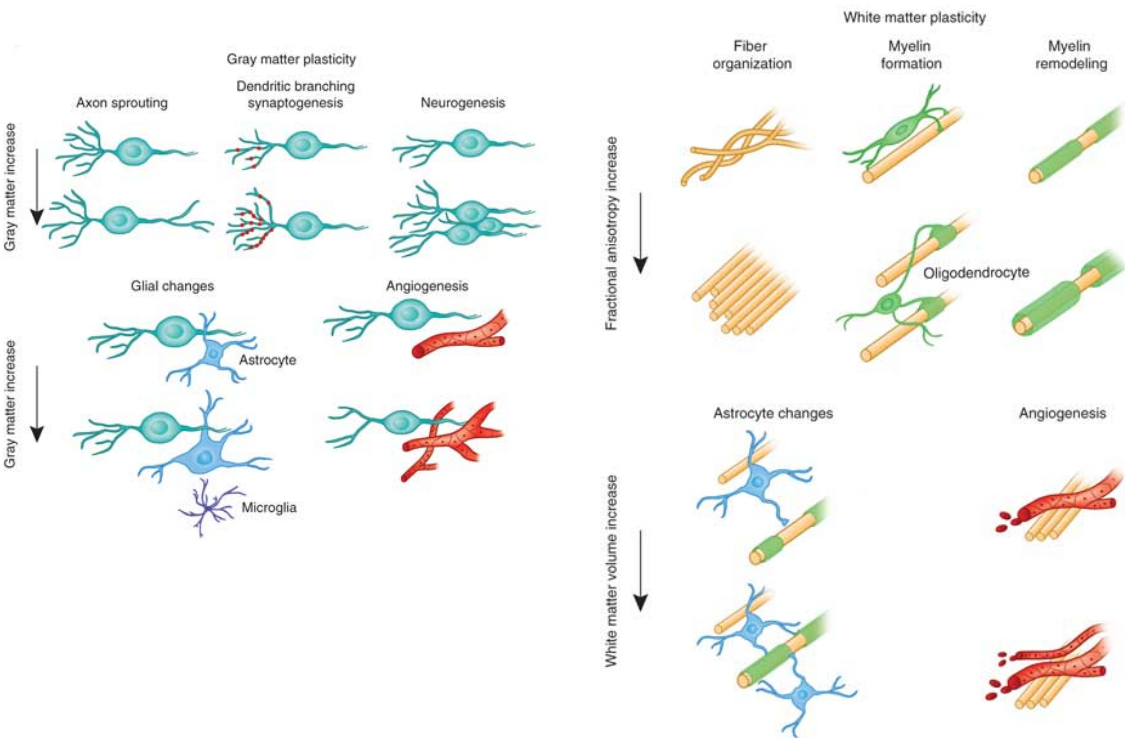 Gray matter plasticity
Axon sprouting
Dendritic branching
synaptogenesis
Neurogenesis
Gray matter increase
Glial changes
Angiogenesis
Gray matter increase
Astrocyte
Microglia
White matter plasticity
Fiber
organization
Myelin
formation
Myelin
remodeling
Fractional anisotropy increase
Oligodendrocyte
Astrocyte changes
Angiogenesis
White matter volume increase